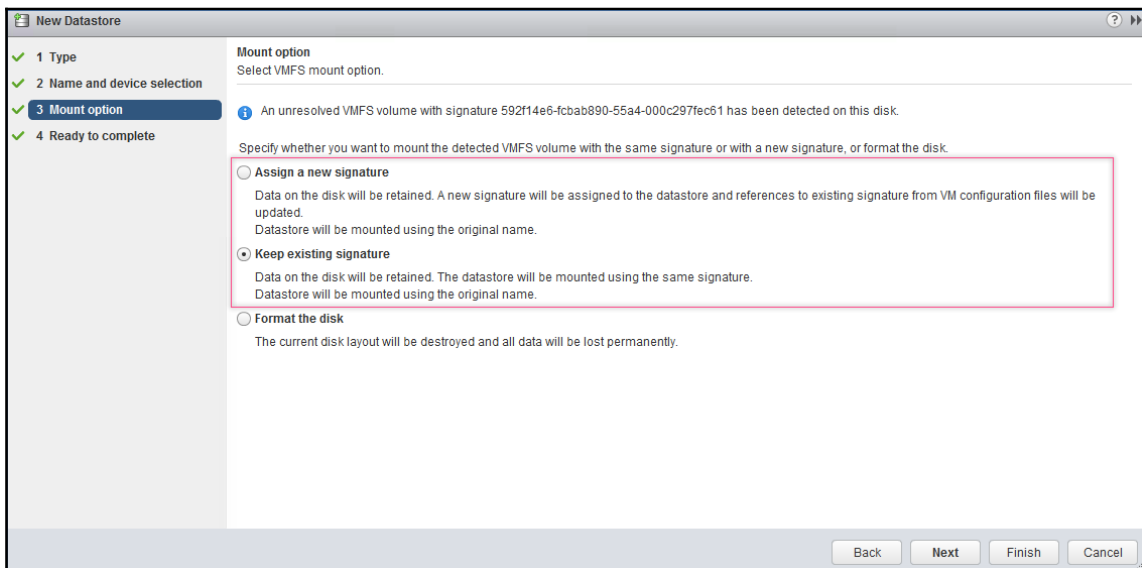 New Datastore
1 Type
2 Name and device selection
3 Mount option
4 Ready to complete
Mount option
Select VMFS mount option.
An unresolved VMFS volume with signature 592f14e6-fcbab890-55a4-000c297fec61 has been detected on this disk.
Specify whether you want to mount the detected VMFS volume with the same signature or with a new signature, or format the disk.
Assign a new signature
Data on the disk will be retained. A new signature will be assigned to the datastore and references to existing signature from VM configuration files will be
updated.
Datastore will be mounted using the original name.
Keep existing signature
Data on the disk will be retained. The datastore will be mounted using the same signature.
Datastore will be mounted using the original name.
Format the disk
The current disk layout will be destroyed and all data will be lost permanently.
Back Next Finish Cancel